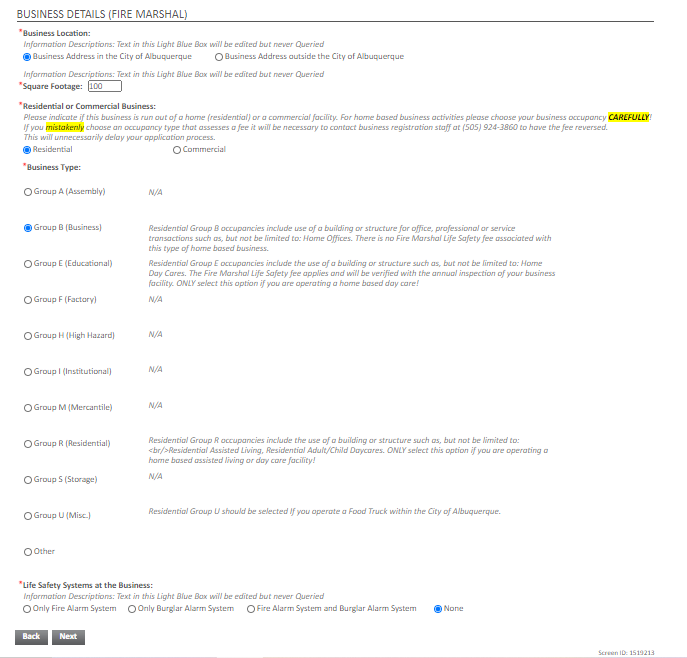 BUSINESS DETAILS (FIRE MARSHAL)
*Business Location:
Information Descriptions: Text in this Light Blue Box will be edited but never Queried
Business Address in the City of Albuquerque Business Address outside the City of Albuquerque
Information Descriptions: Text in this Light Blue Box will be edited but never Queried
*Square Footage: 100
*Residential or Commercial Business:
Please indicate if this business is run out of a home (residential) or a commercial facility. For home based business activities please choose your business occupancy CAREFULLY!
If you mistakenly choose an occupancy type that assesses a fee it will be necessary to contact business registration staff at (505) 924-3860 to have the fee reversed.
This will unnecessarily delay your application process.
Residential Commercial
*Business Type:
Group A (Assembly) N/A
Group B (Business) Residential Group B occupancies include use of a building or structure for office, professional or service
transactions such as, but not be limited to: Home Offices. There is no Fire Marshal Life Safety fee associated with
this type of home based business.
Group E (Educational) Residential Group E occupancies include the use of a building or structure such as, but not be limited to: Home
Day Cares. The Fire Marshal Life Safety fee applies and will be verified with the annual inspection of your business
facility. ONLY select this option if you are operating a home based day care!
Group F (Factory) N/A
Group H (High Hazard) N/A
Group I (Institutional) N/A
Group M (Mercantile) N/A
Group R (Residential) Residential Group R occupancies include the use of a building or structure such as, but not be limited to:
<br/>Residential Assisted Living, Residential Adult/Child Daycares. ONLY select this option if you are operating a
home based assisted living or day care facility!
Group S (Storage) N/A
Group U (Misc.) Residential Group U should be selected If you operate a Food Truck within the City of Albuquerque.
Other
*Life Safety Systems at the Business:
Information Descriptions: Text in this Light Blue Box will be edited but never Queried
Only Fire Alarm System Only Burglar Alarm System Fire Alarm System and Burglar Alarm System None
Back Next
Screen ID: 1519213